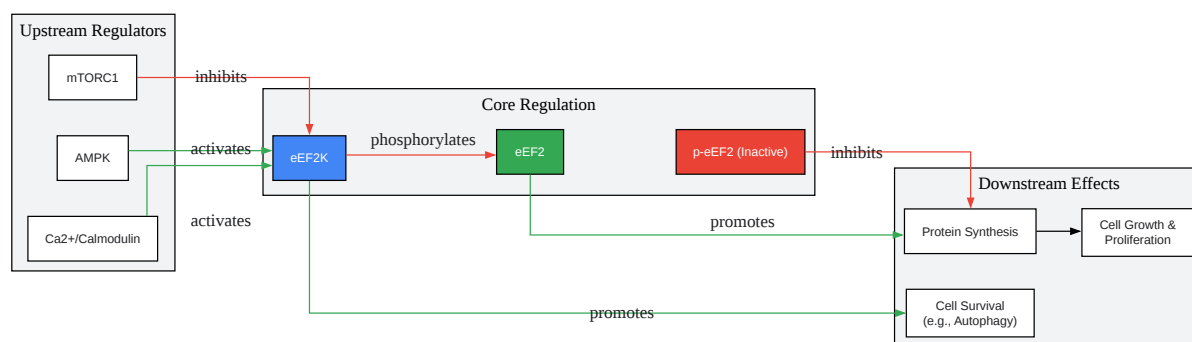 Upstream Regulators
mTORC1
inhibits
Core Regulation
AMPK
activates
eEF2K
phosphorylates
eEF2
p-eEF2 (Inactive)
inhibits
Downstream Effects
Ca2+/Calmodulin
activates
promotes
Protein Synthesis
Cell Growth &
Proliferation
promotes
Cell Survival
(e.g., Autophagy)